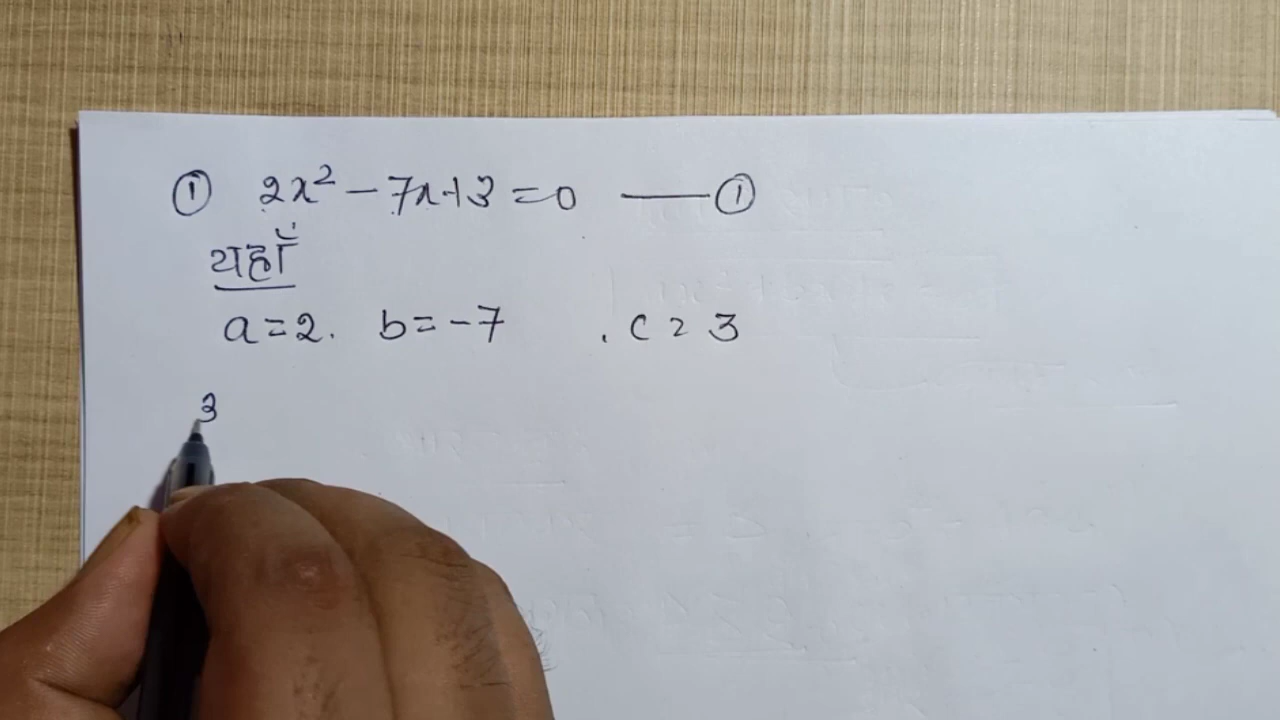 ① 2x² - 7x+3 = 0 —— ①
यहाँ
a = 2. b = -7 . c = 3
3